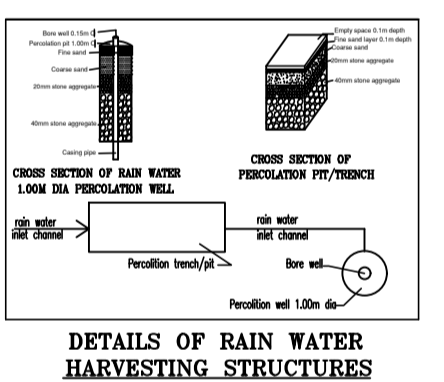 Bore well 0.15m ₵
Percolation pit 1.00m ₵
Fine sand
Coarse sand
20mm stone aggregate
40mm stone aggregate
Casing pipe
CROSS SECTION OF RAIN WATER
1.00M DIA PERCOLATION WELL
Empty space 0.1m depth
Fine sand layer 0.1m depth
Coarse sand
20mm stone aggregate
40mm stone aggregate
CROSS SECTION OF
PERCOLATION PIT/TRENCH
rain water
inlet channel
Percolition trench/pit
rain water
inlet channel
Bore well
Percolition well 1.00m dia
DETAILS OF RAIN WATER
HARVESTING STRUCTURES